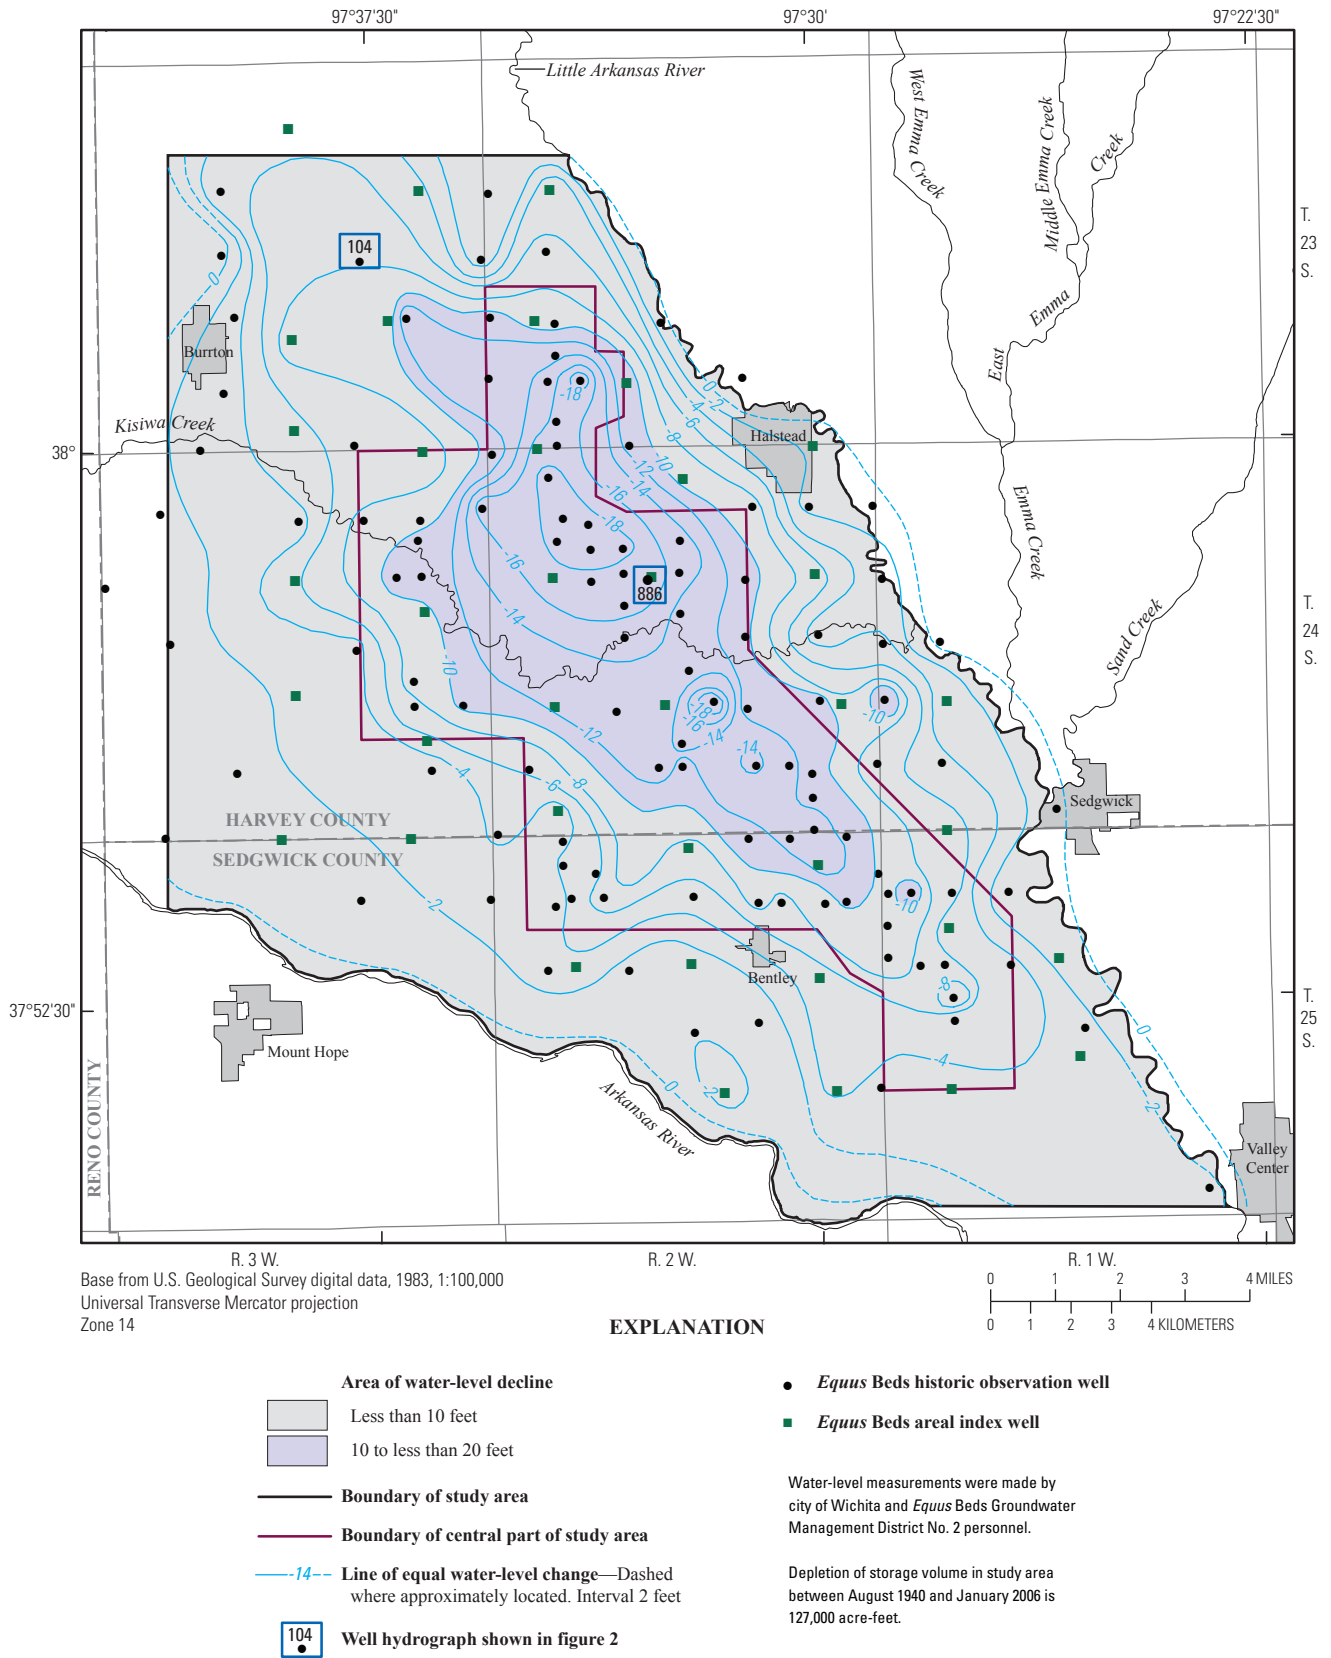 97°37'30"
97°30'
97°22'30"
Little Arkansas River
West Emma Creek
Middle Emma Creek
Creek
T.
23
S.
104
0
Burrton
Emma
East
-18
0
-2
-4
-6
-8
Kisiwa Creek
Halstead
38°
-10
-12
-14
-16
-18
Emma Creek
-16
886
-14
T.
24
S.
Sand Creek
-10
-18
-16
-14
-10
-12
-14
-4
-6
-8
Sedgwick
HARVEY COUNTY
SEDGWICK COUNTY
-2
-10
Bentley
-8
37°52'30"
T.
25
S.
0
Mount Hope
-4
0
-2
-2
Arkansas River
RENO COUNTY
Valley
Center
R. 3 W.
R. 2 W.
R. 1 W.
Base from U.S. Geological Survey digital data, 1983, 1:100,000
Universal Transverse Mercator projection
Zone 14
0 1 2 3 4 MILES
0 1 2 3 4 KILOMETERS
EXPLANATION
Area of water-level decline
Less than 10 feet
10 to less than 20 feet
Boundary of study area
Boundary of central part of study area
-14
Line of equal water-level change—Dashed
where approximately located. Interval 2 feet
104
Well hydrograph shown in figure 2
Equus Beds historic observation well
Equus Beds areal index well
Water-level measurements were made by
city of Wichita and Equus Beds Groundwater
Management District No. 2 personnel.
Depletion of storage volume in study area
between August 1940 and January 2006 is
127,000 acre-feet.